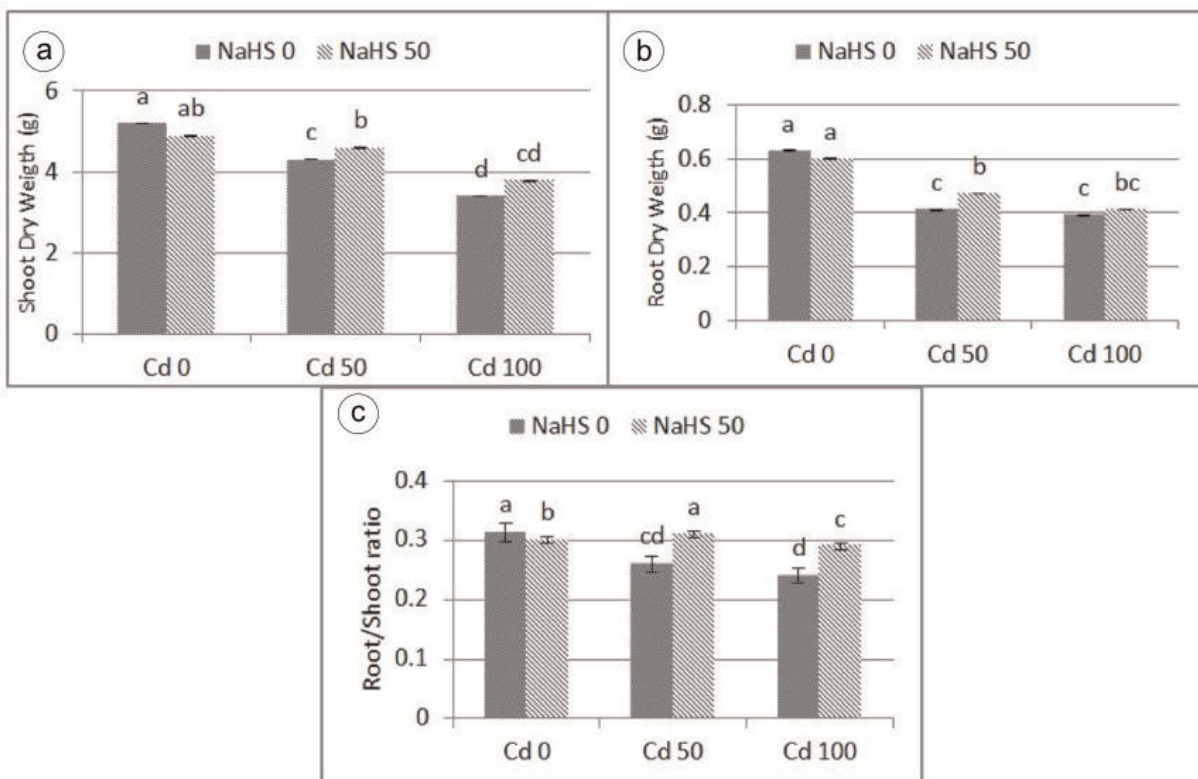 a
NaHS 0 NaHS 50
Shoot Dry Weigth (g)
6
4
2
0
a ab c b d cd
Cd 0 Cd 50 Cd 100
b
NaHS 0 NaHS 50
Root Dry Weigth (g)
0.8
0.6
0.4
0.2
0
a a c b c bc
Cd 0 Cd 50 Cd 100
c
NaHS 0 NaHS 50
Root/Shoot ratio
0.4
0.3
0.2
0.1
0
a b cd a d c
Cd 0 Cd 50 Cd 100